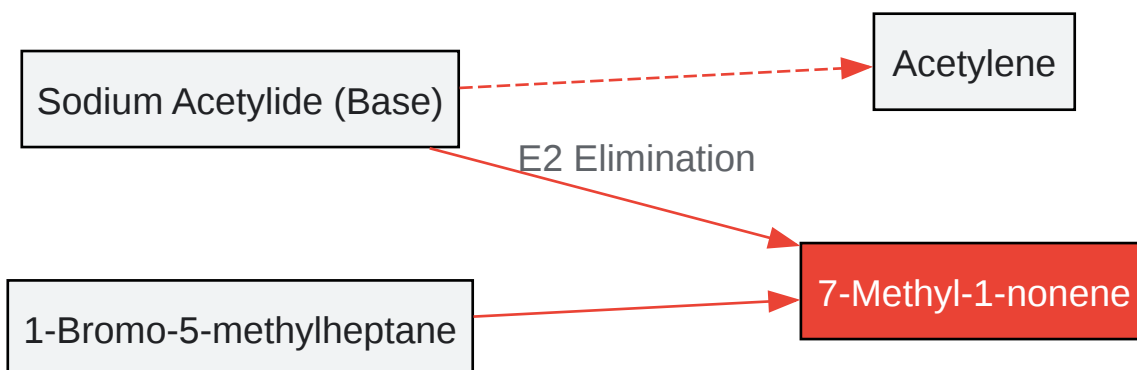 Acetylene
Sodium Acetylide (Base)
E2 Elimination
7-Methyl-1-nonene
1-Bromo-5-methylheptane